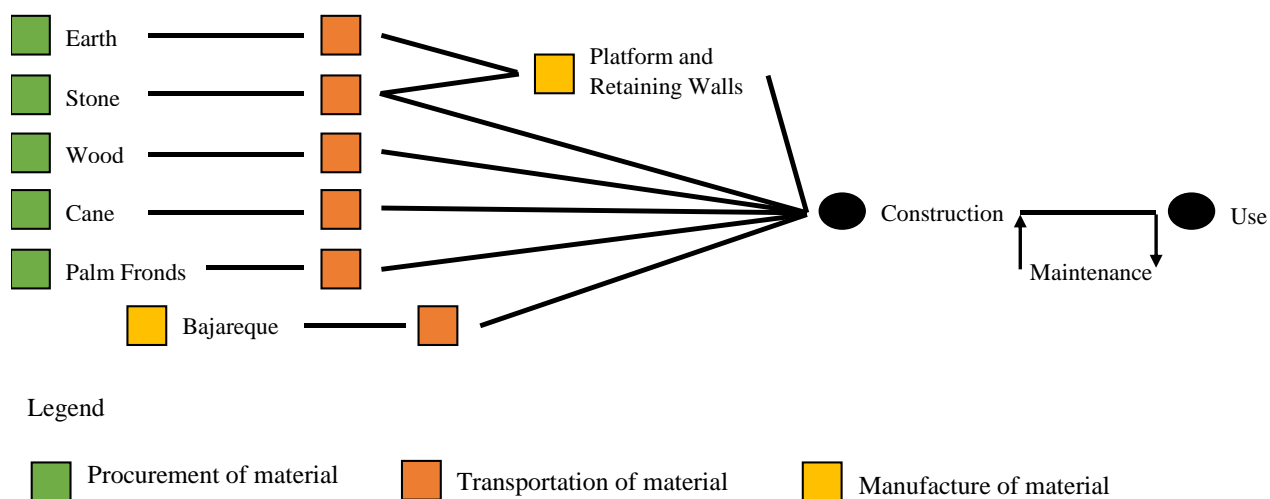 Earth
Platform and
Retaining Walls
Stone
Wood
Cane
Construction
Use
Palm Fronds
Maintenance
Bajareque
Legend
Procurement of material
Transportation of material
Manufacture of material